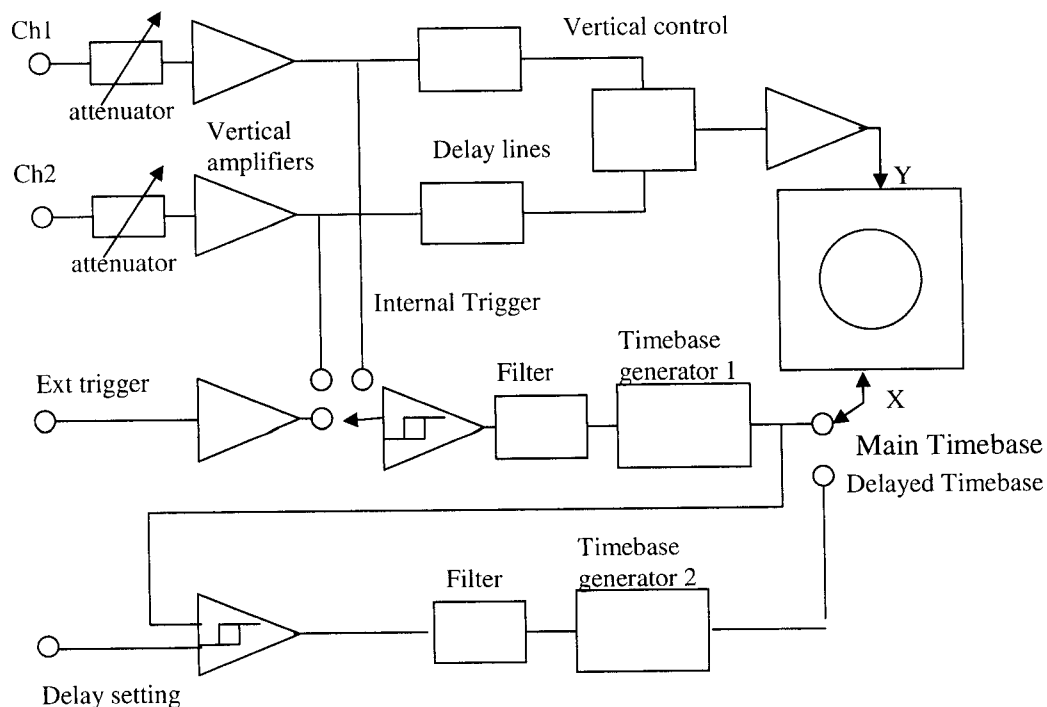 Ch1
Vertical control
attenuator
Vertical
amplifiers
Delay lines
Ch2
Y
attenuator
Internal Trigger
Ext trigger
Filter
Timebase
generator 1
X
Main Timebase
Delayed Timebase
Filter
Timebase
generator 2
Delay setting